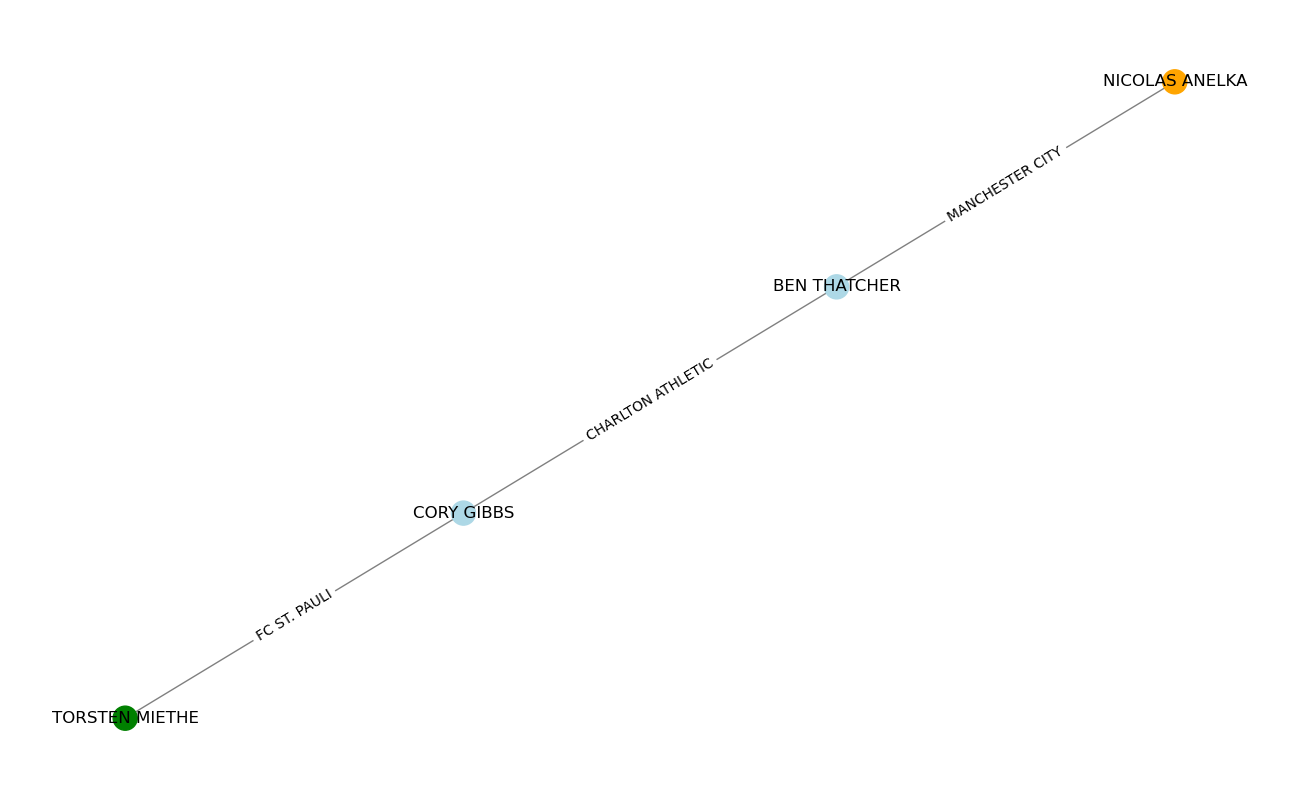 NICOLAS ANELKA
MANCHESTER CITY
BEN THATCHER
CHARLTON ATHLETIC
CORY GIBBS
FC ST. PAULI
TORSTEN MIETHE